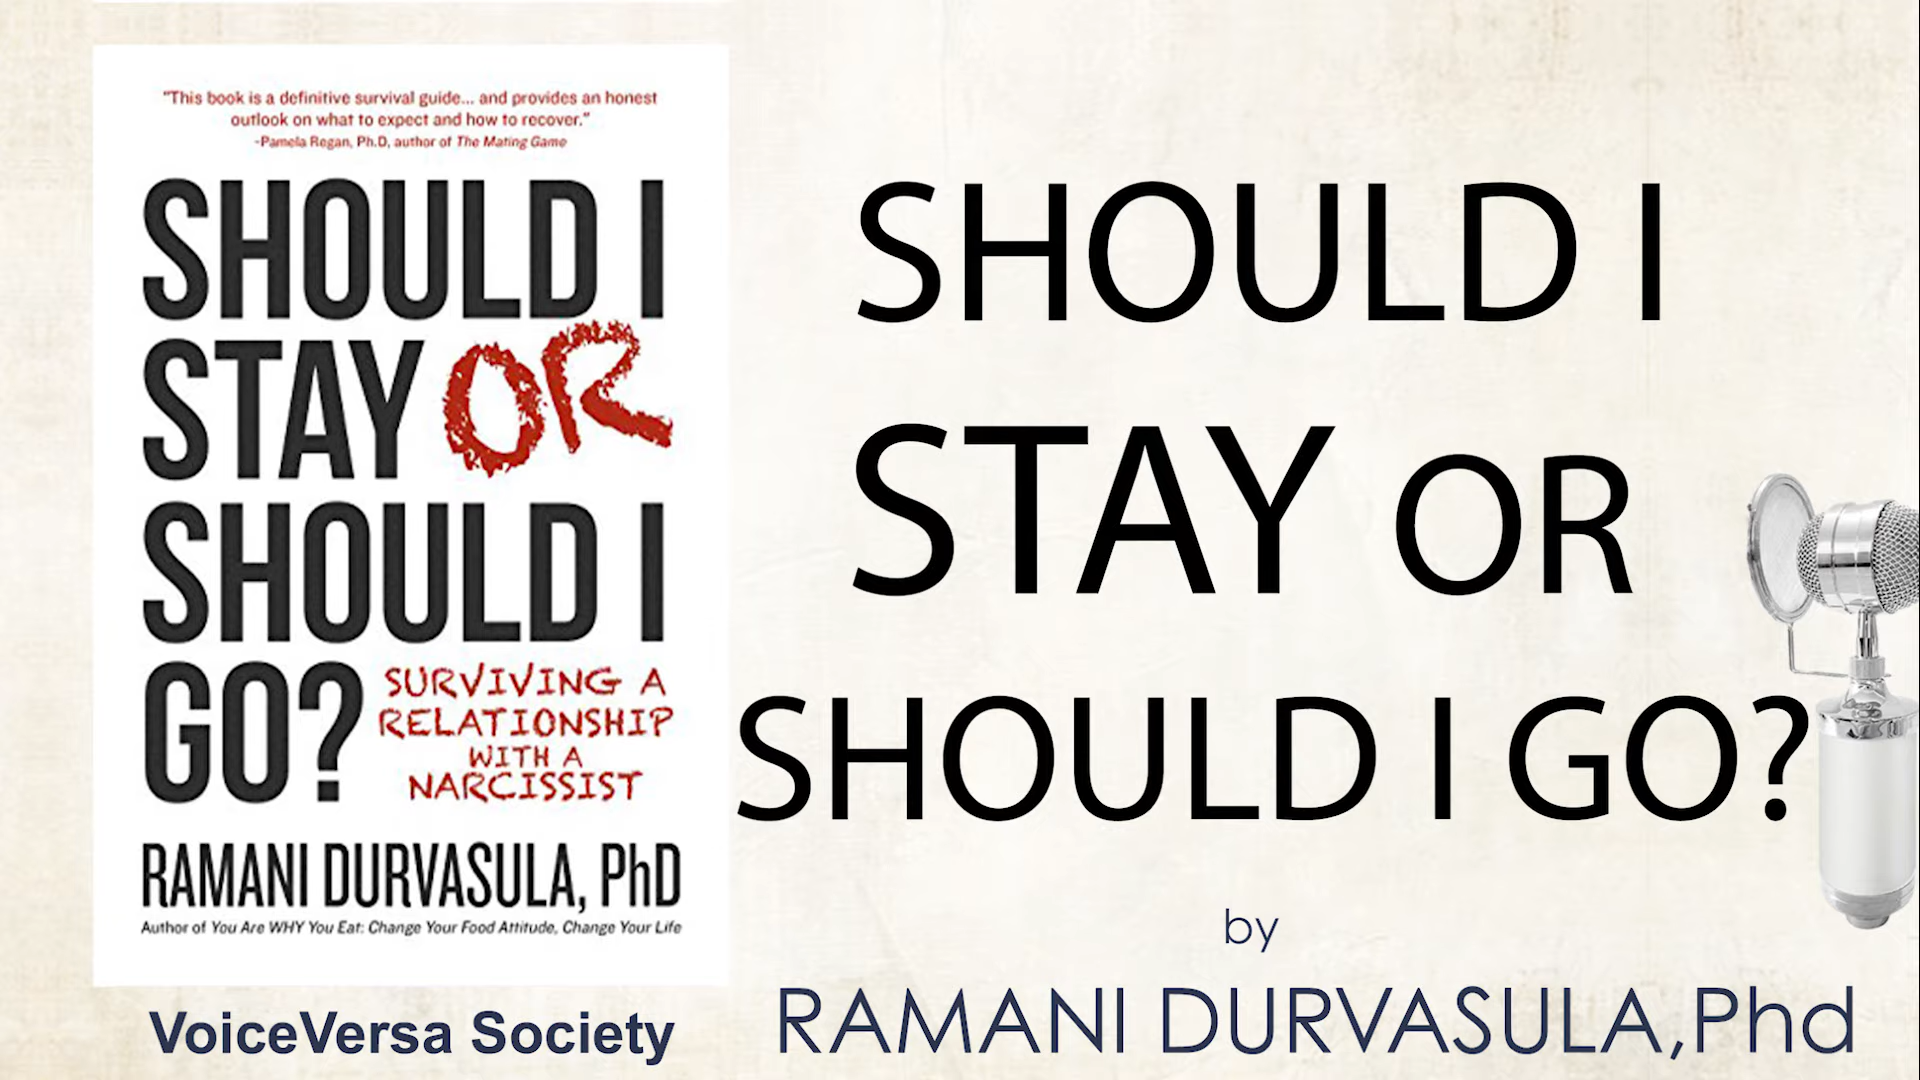 "This book is a definitive survival guide... and provides an honest
outlook on what to expect and how to recover."
-Pamela Regan, Ph.D, author of The Mating Game
SHOULD I
STAY OR
SHOULD I
GO?
SURVIVING A
RELATIONSHIP
WITH A
NARCISSIST
RAMANI DURVASULA, PhD
Author of You Are WHY You Eat: Change Your Food Attitude, Change Your Life
VoiceVersa Society
SHOULD I
STAY OR
SHOULD I GO?
by
RAMANI DURVASULA,Phd